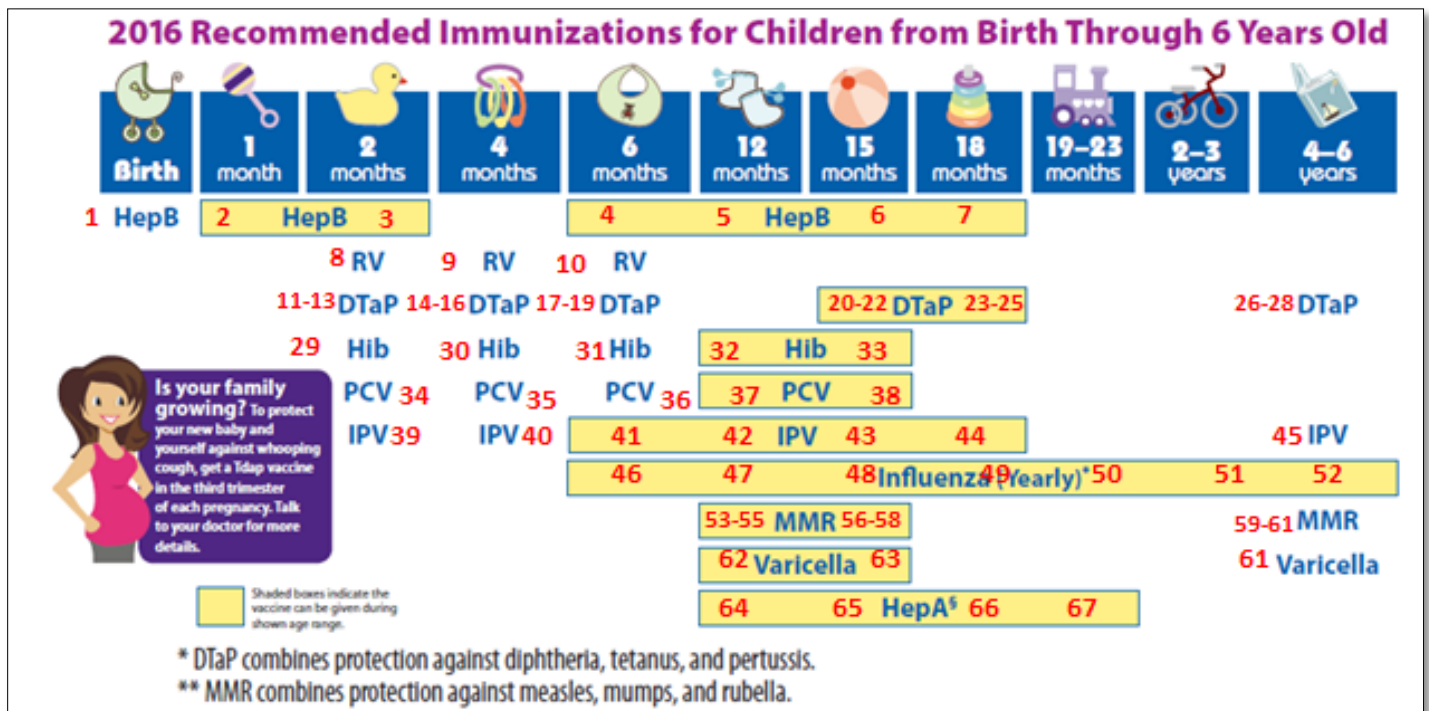 2016 Recommended Immunizations for Children from Birth Through 6 Years Old
Birth
1 month
2 months
4 months
6 months
12 months
15 months
18 months
19–23 months
2–3 years
4–6 years
1 HepB 2 HepB 3 4 5 HepB 6 7
8 RV 9 RV 10 RV
11-13 DTaP 14-16 DTaP 17-19 DTaP 20-22 DTaP 23-25 26-28 DTaP
29 Hib 30 Hib 31 Hib 32 Hib 33
PCV 34 PCV 35 PCV 36 37 PCV 38
IPV 39 IPV 40 41 42 IPV 43 44 45 IPV
46 47 48 Influenza (Yearly)* 49 50 51 52
53-55 MMR 56-58 59-61 MMR
62 Varicella 63 61 Varicella
64 65 HepA§ 66 67
Is your family
growing? To protect
your new baby and
yourself against whooping
cough, get a Tdap vaccine
in the third trimester
of each pregnancy. Talk
to your doctor for more
details.
Shaded boxes indicate the
vaccine can be given during
shown age range.
* DTaP combines protection against diphtheria, tetanus, and pertussis.
** MMR combines protection against measles, mumps, and rubella.